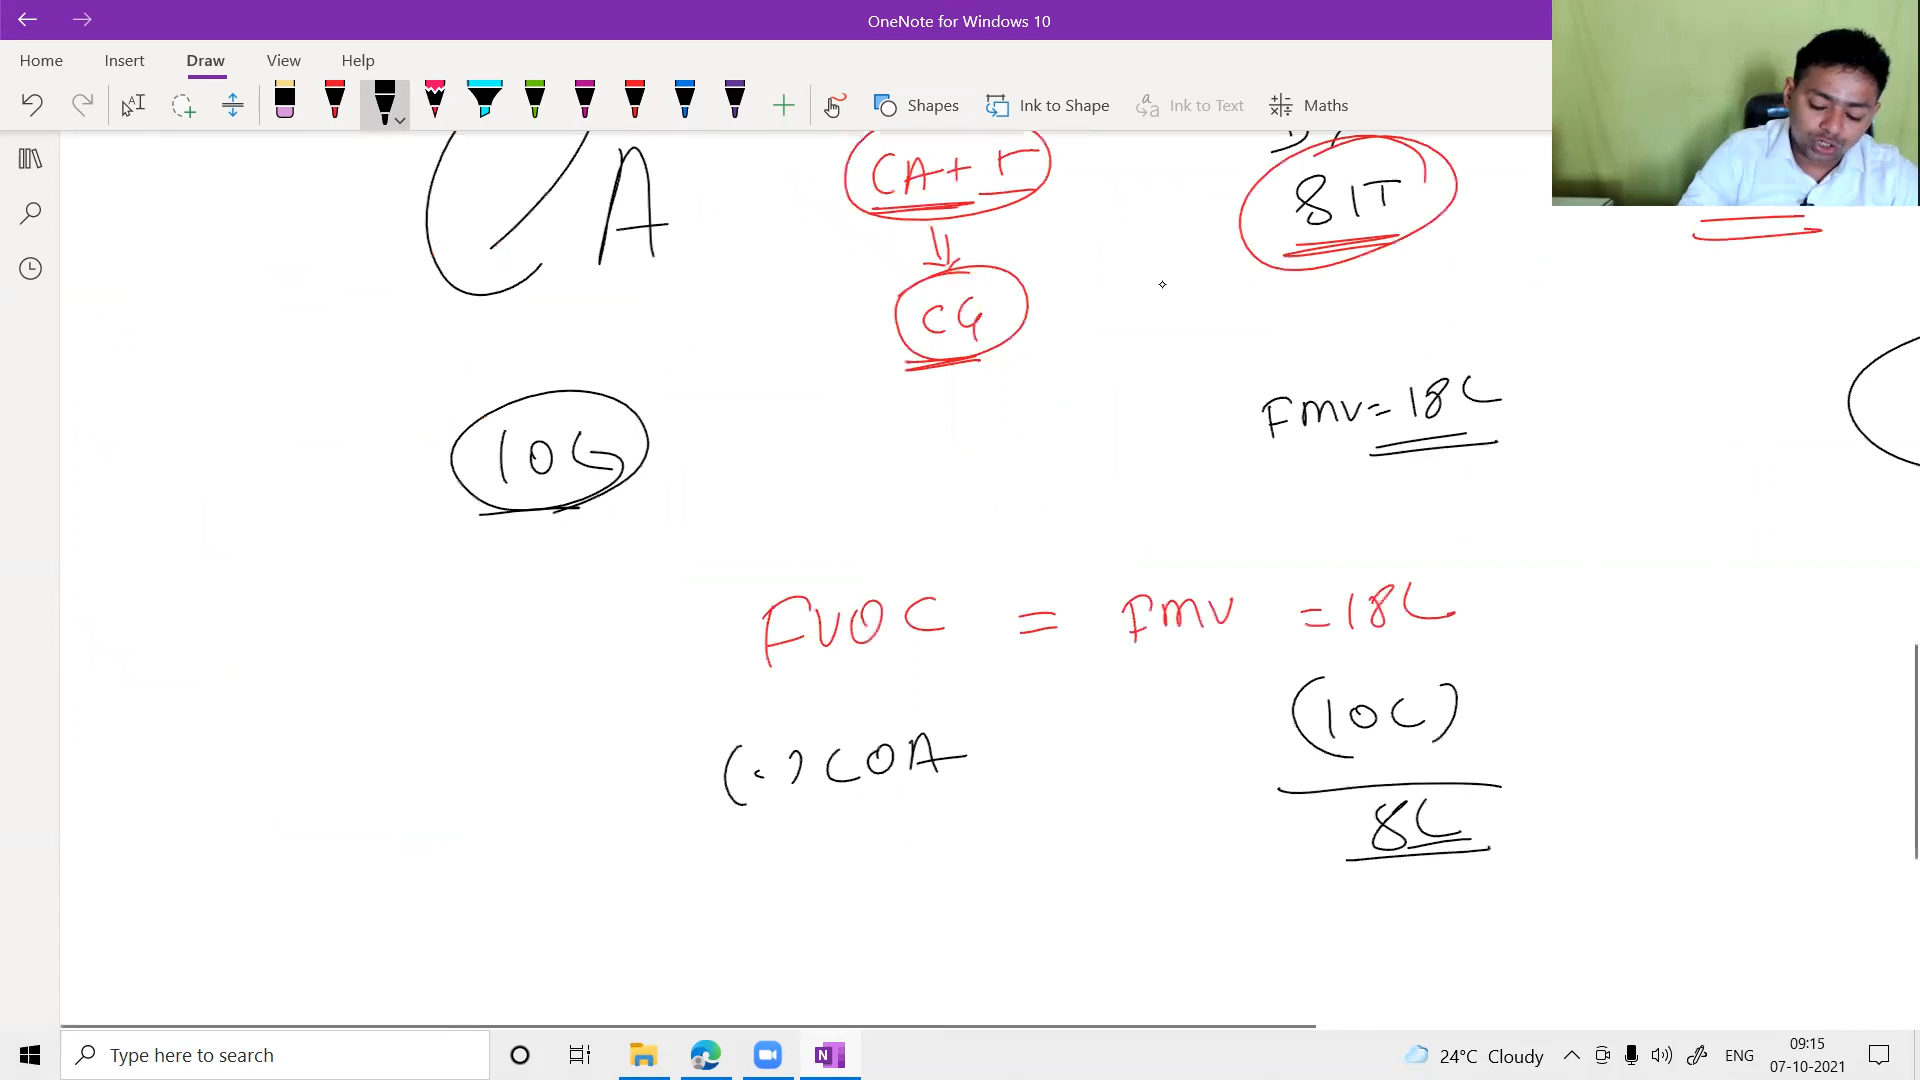 OneNote for Windows 10
Home Insert Draw View Help
Shapes Ink to Shape Ink to Text Maths
A CA + r 81T
CG
FMV = 18L
10L
FVOC = FMV = 18L
(-) COA (10L)
8L
Type here to search
24°C Cloudy ENG 09:15
07-10-2021